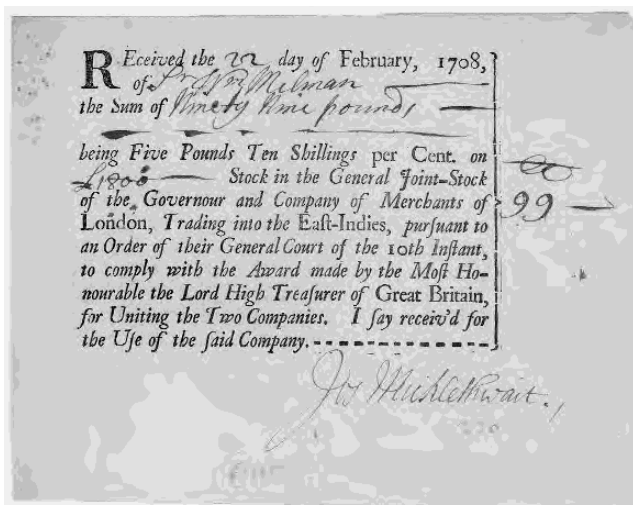 REceived the 22 day of February, 1708,
of Sr Wm Milman
the Sum of Ninety Nine pounds
being Five Pounds Ten Shillings per Cent. on
£1800 Stock in the General Joint-Stock
of the Governour and Company of Merchants of
London, Trading into the Eaſt-Indies, purſuant to
an Order of their General Court of the 10th Inſtant,
to comply with the Award made by the Moſt Ho-
nourable the Lord High Treaſurer of Great Britain,
for Uniting the Two Companies. I ſay receiv'd for
the Uſe of the ſaid Company.
99
Jos Micklethwait.